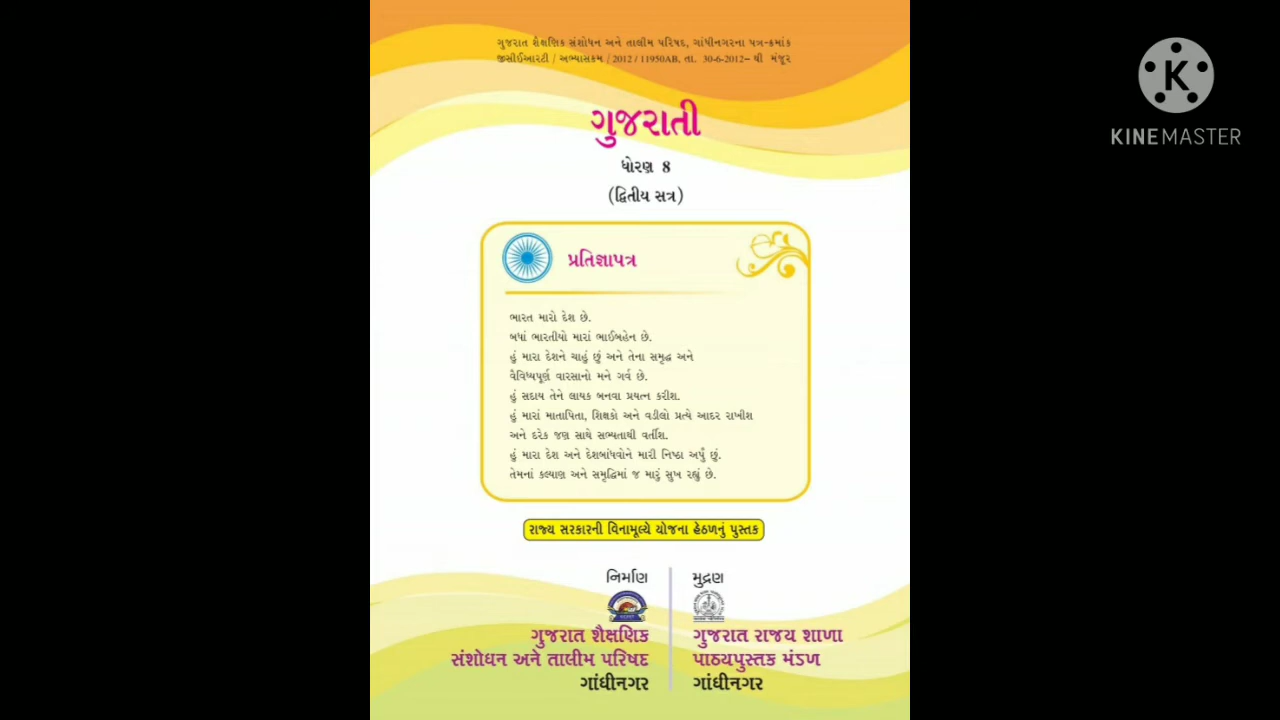 ગુજરાત શૈક્ષણિક સંશોધન અને તાલીમ પરિષદ, ગાંધીનગરના પત્ર-ક્રમાંક
જીસીઈઆરટી / અભ્યાસક્રમ / 2012 / 11950AB, તા. 30-6-2012– થી મંજૂર
KINEMASTER
ગુજરાતી
ધોરણ 8
(દ્વિતીય સત્ર)
પ્રતિજ્ઞાપત્ર
ભારત મારો દેશ છે.
બધાં ભારતીયો મારાં ભાઈબહેન છે.
હું મારા દેશને ચાહું છું અને તેના સમૃદ્ધ અને
વૈવિધ્યપૂર્ણ વારસાનો મને ગર્વ છે.
હું સદાય તેને લાયક બનવા પ્રયત્ન કરીશ.
હું મારાં માતાપિતા, શિક્ષકો અને વડીલો પ્રત્યે આદર રાખીશ
અને દરેક જણ સાથે સભ્યતાથી વર્તીશ.
હું મારા દેશ અને દેશબાંધવોને મારી નિષ્ઠા અર્પું છું.
તેમનાં કલ્યાણ અને સમૃદ્ધિમાં જ મારું સુખ રહ્યું છે.
રાજ્ય સરકારની વિનામૂલ્યે યોજના હેઠળનું પુસ્તક
નિર્માણ
ગુજરાત શૈક્ષણિક
સંશોધન અને તાલીમ પરિષદ
ગાંધીનગર
મુદ્રણ
ગુજરાત રાજ્ય શાળા
પાઠ્યપુસ્તક મંડળ
ગાંધીનગર